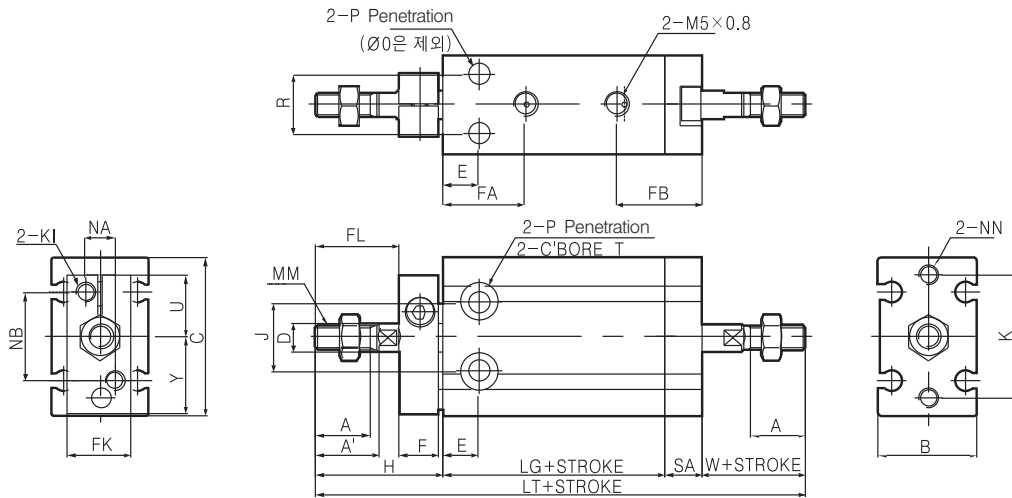 2-P Penetration
(Ø0은 제외)
2-M5×0.8
R
E
FA
FB
2-P Penetration
2-C'BORE T
NA
2-KI
FL
MM
2-NN
NB
U
C
Y
J
D
K
FK
A
A'
F
E
H
LG+STROKE
SA
W+STROKE
A
LT+STROKE
B